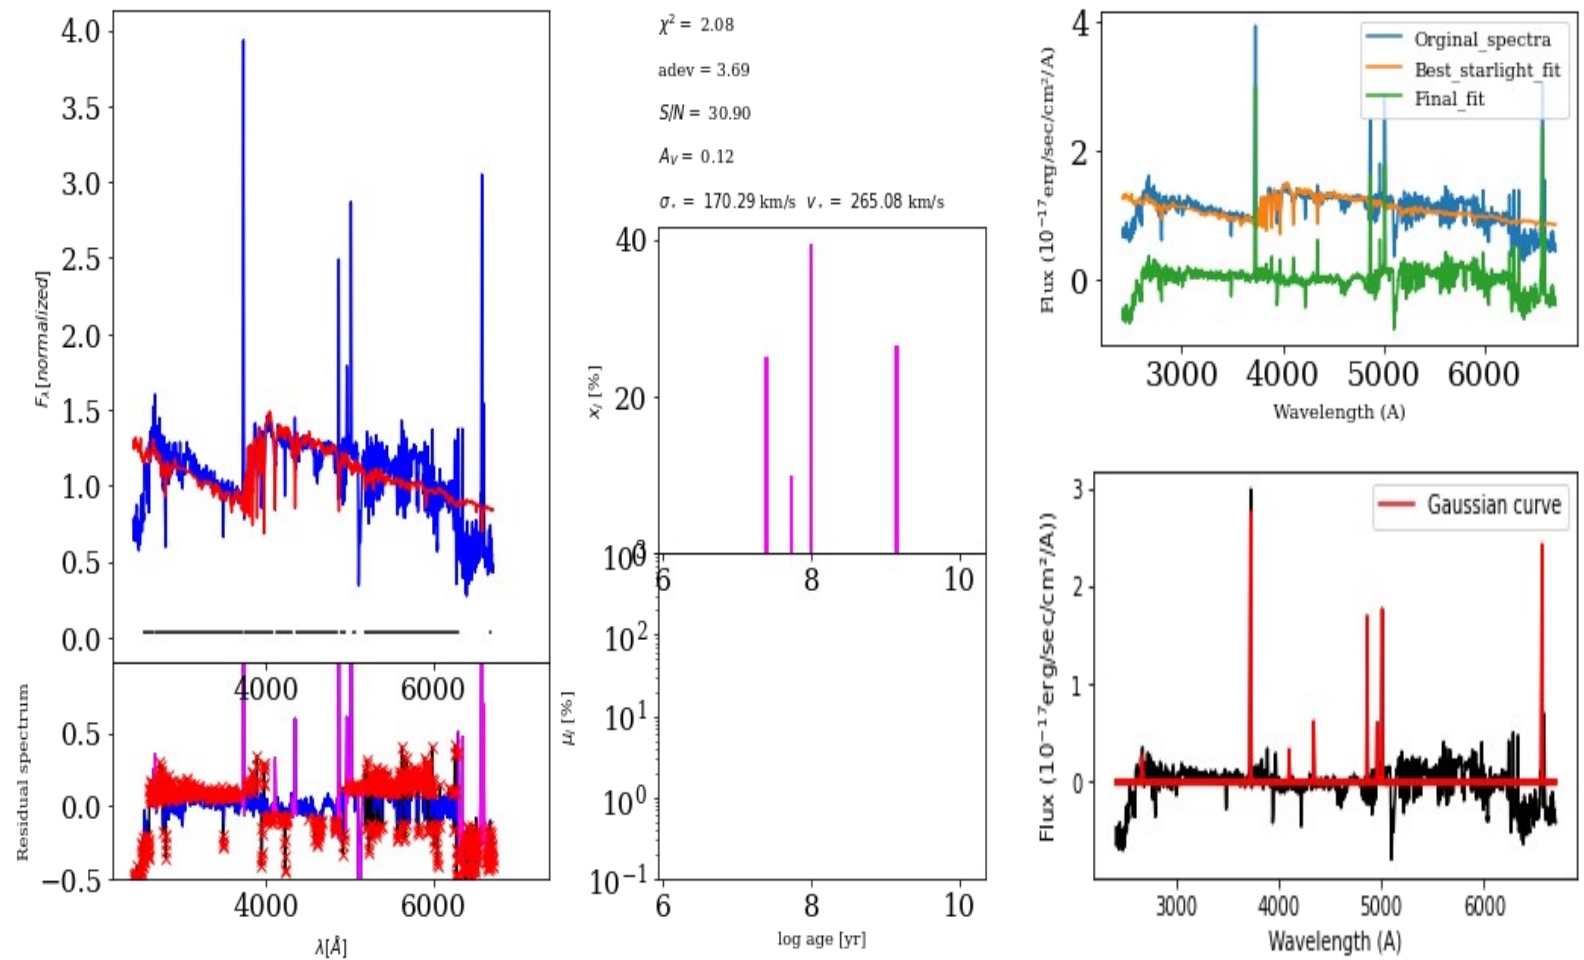 4.0
3.5
3.0
2.5
2.0
1.5
1.0
0.5
0.0
Fλ[normalized]
4000 6000
0.5
0.0
−0.5
Residual spectrum
4000 6000
λ[Å]
χ² = 2.08
adev = 3.69
S/N = 30.90
A_V = 0.12
σ⋆ = 170.29 km/s v⋆ = 265.08 km/s
40
20
0
x_j [%]
6 8 10
10³
10²
10¹
10⁰
10⁻¹
μ_j [%]
6 8 10
log age [yr]
4
2
0
Flux (10⁻¹⁷erg/sec/cm²/A)
Orginal_spectra
Best_starlight_fit
Final_fit
3000 4000 5000 6000
Wavelength (A)
3
2
1
0
Flux (10⁻¹⁷erg/sec/cm²/A))
Gaussian curve
3000 4000 5000 6000
Wavelength (A)